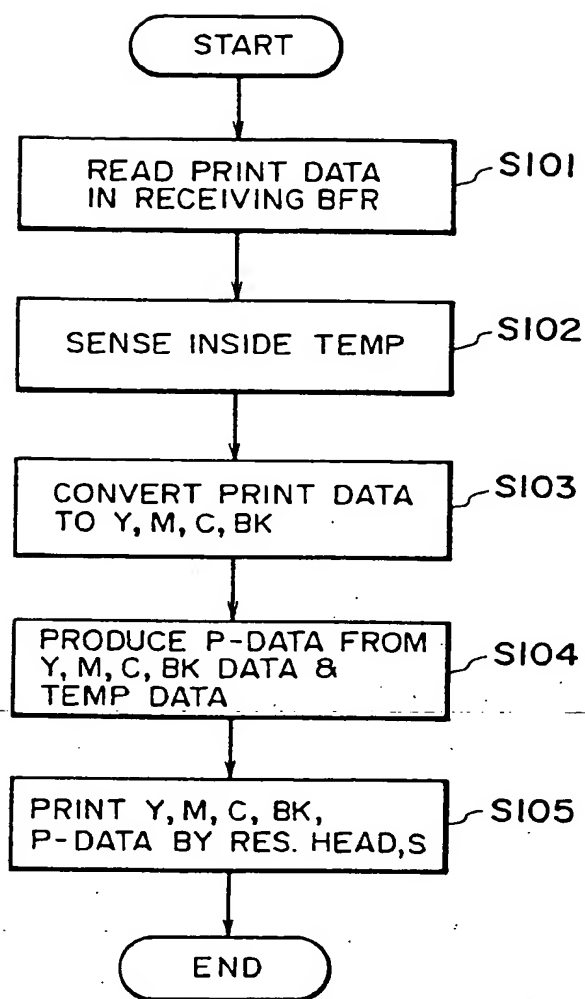 START
READ PRINT DATA
IN RECEIVING BFR
S101
SENSE INSIDE TEMP
S102
CONVERT PRINT DATA
TO Y, M, C, BK
S103
PRODUCE P-DATA FROM
Y, M, C, BK DATA &
TEMP DATA
S104
PRINT Y, M, C, BK,
P-DATA BY RES. HEAD,S
S105
END